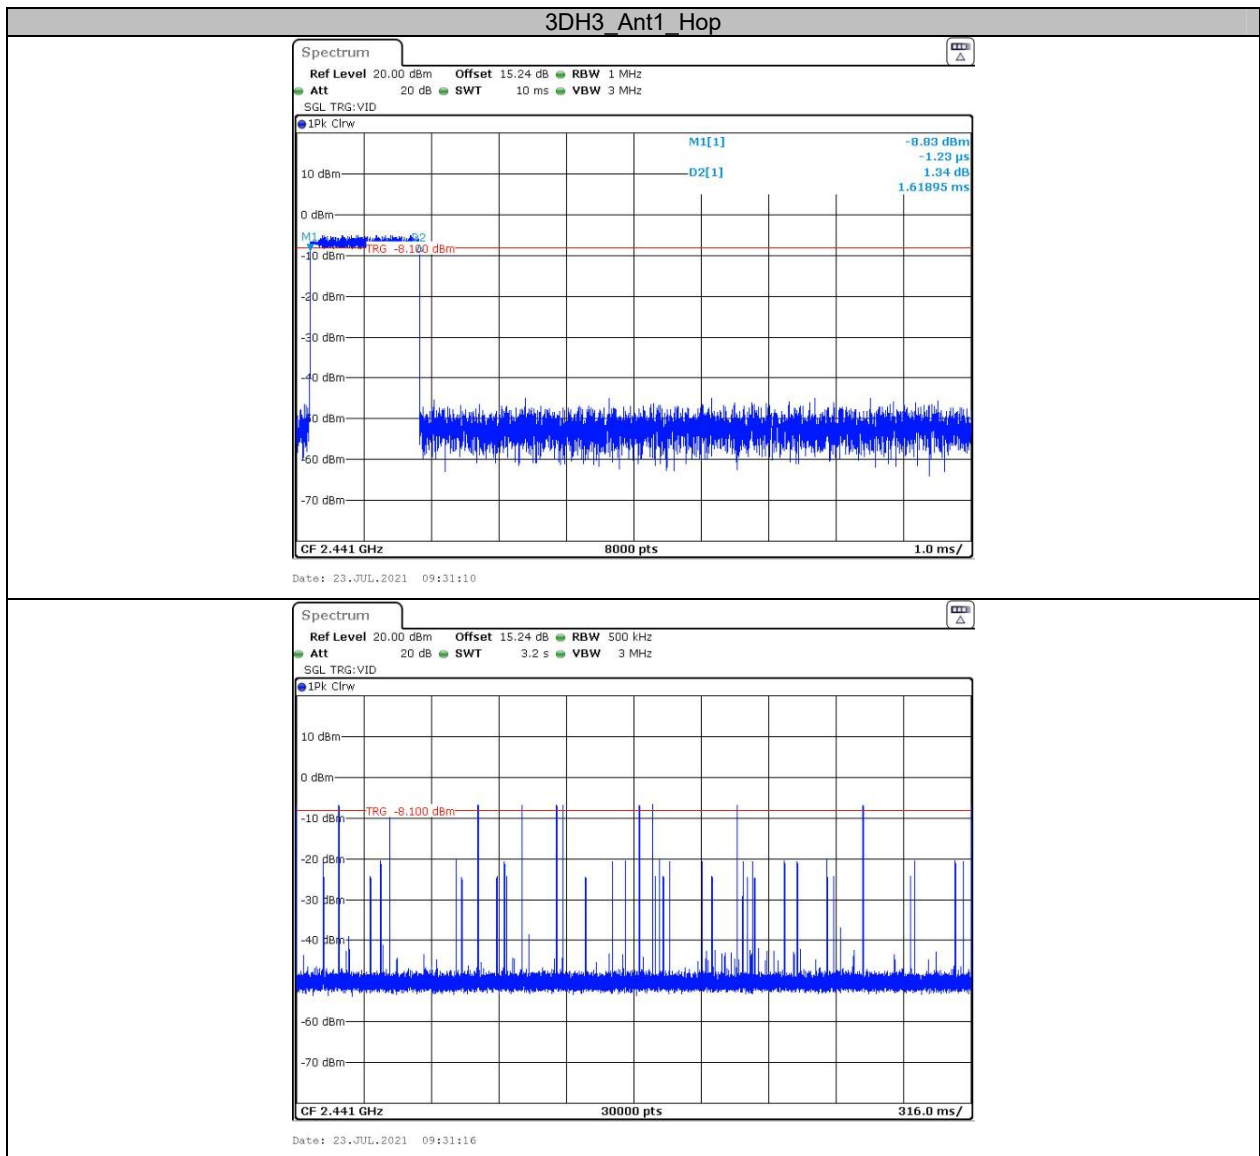 3DH3_Ant1_Hop
Spectrum
Ref Level 20.00 dBm Offset 15.24 dB RBW 1 MHz
Att 20 dB SWT 10 ms VBW 3 MHz
SGL TRG:VID
1Pk Clrw
M1[1] -8.83 dBm
-1.23 µs
10 dBm D2[1] 1.34 dB
1.61895 ms
0 dBm
M1 D2
TRG -8.100 dBm
-10 dBm
-20 dBm
-30 dBm
-40 dBm
-50 dBm
-60 dBm
-70 dBm
CF 2.441 GHz 8000 pts 1.0 ms/
Date: 23.JUL.2021 09:31:10
Spectrum
Ref Level 20.00 dBm Offset 15.24 dB RBW 500 kHz
Att 20 dB SWT 3.2 s VBW 3 MHz
SGL TRG:VID
1Pk Clrw
10 dBm
0 dBm
TRG -8.100 dBm
-10 dBm
-20 dBm
-30 dBm
-40 dBm
-60 dBm
-70 dBm
CF 2.441 GHz 30000 pts 316.0 ms/
Date: 23.JUL.2021 09:31:16